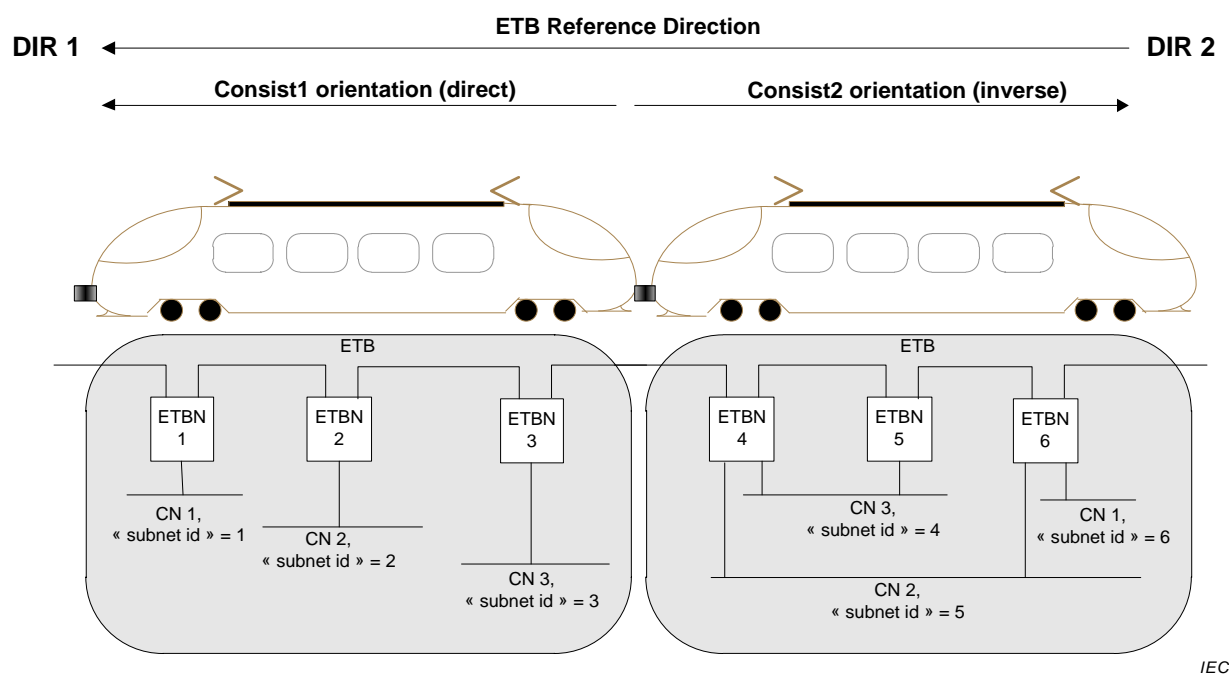 ETB Reference Direction
DIR 1
DIR 2
Consist1 orientation (direct)
Consist2 orientation (inverse)
ETB
ETB
ETBN
1
ETBN
2
ETBN
3
ETBN
4
ETBN
5
ETBN
6
CN 1,
« subnet id » = 1
CN 2,
« subnet id » = 2
CN 3,
« subnet id » = 3
CN 3,
« subnet id » = 4
CN 1,
« subnet id » = 6
CN 2,
« subnet id » = 5
IEC